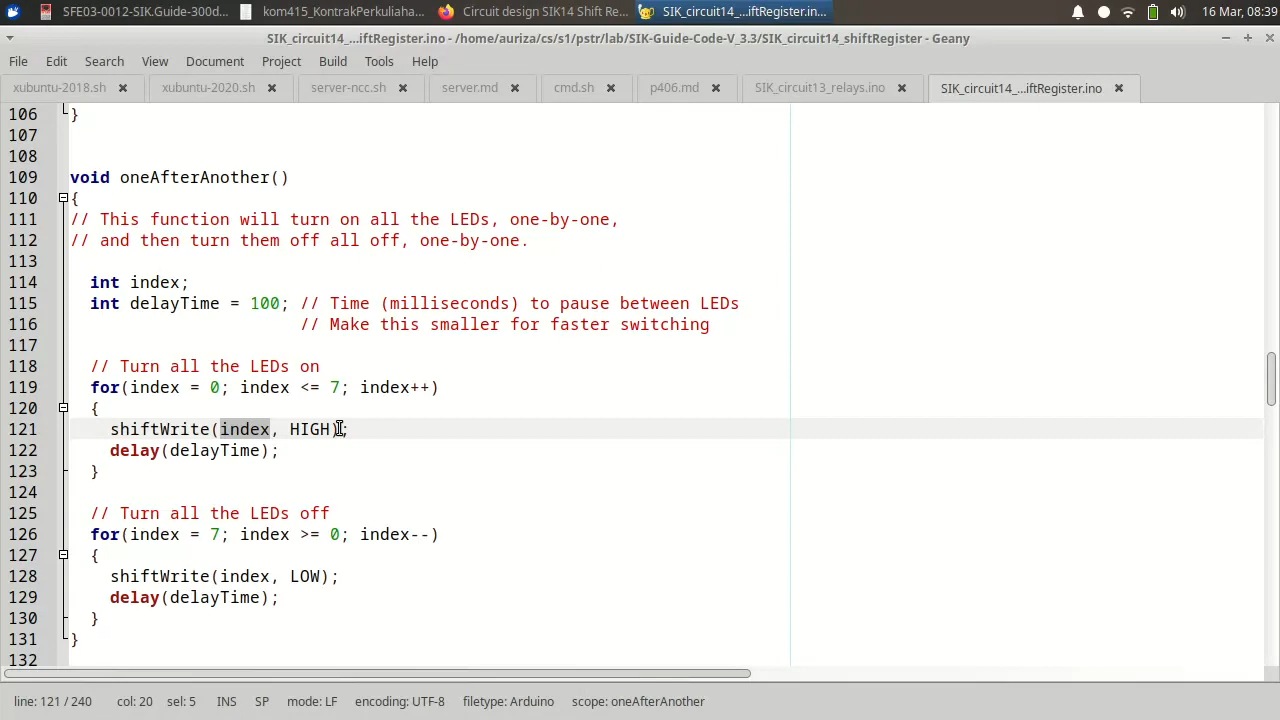 SFE03-0012-SIK.Guide-300d... kom415_KontrakPerkuliaha... Circuit design SIK14 Shift Re... SIK_circuit14_...iftRegister.in... 16 Mar, 08:39
SIK_circuit14_...iftRegister.ino - /home/auriza/cs/s1/pstr/lab/SIK-Guide-Code-V_3.3/SIK_circuit14_shiftRegister - Geany
File Edit Search View Document Project Build Tools Help
xubuntu-2018.sh xubuntu-2020.sh server-ncc.sh server.md cmd.sh p406.md SIK_circuit13_relays.ino SIK_circuit14_...iftRegister.ino
106 }
107
108
109 void oneAfterAnother()
110 {
111 // This function will turn on all the LEDs, one-by-one,
112 // and then turn them off all off, one-by-one.
113
114 int index;
115 int delayTime = 100; // Time (milliseconds) to pause between LEDs
116 // Make this smaller for faster switching
117
118 // Turn all the LEDs on
119 for(index = 0; index <= 7; index++)
120 {
121 shiftWrite(index, HIGH);
122 delay(delayTime);
123 }
124
125 // Turn all the LEDs off
126 for(index = 7; index >= 0; index--)
127 {
128 shiftWrite(index, LOW);
129 delay(delayTime);
130 }
131 }
132
line: 121 / 240 col: 20 sel: 5 INS SP mode: LF encoding: UTF-8 filetype: Arduino scope: oneAfterAnother